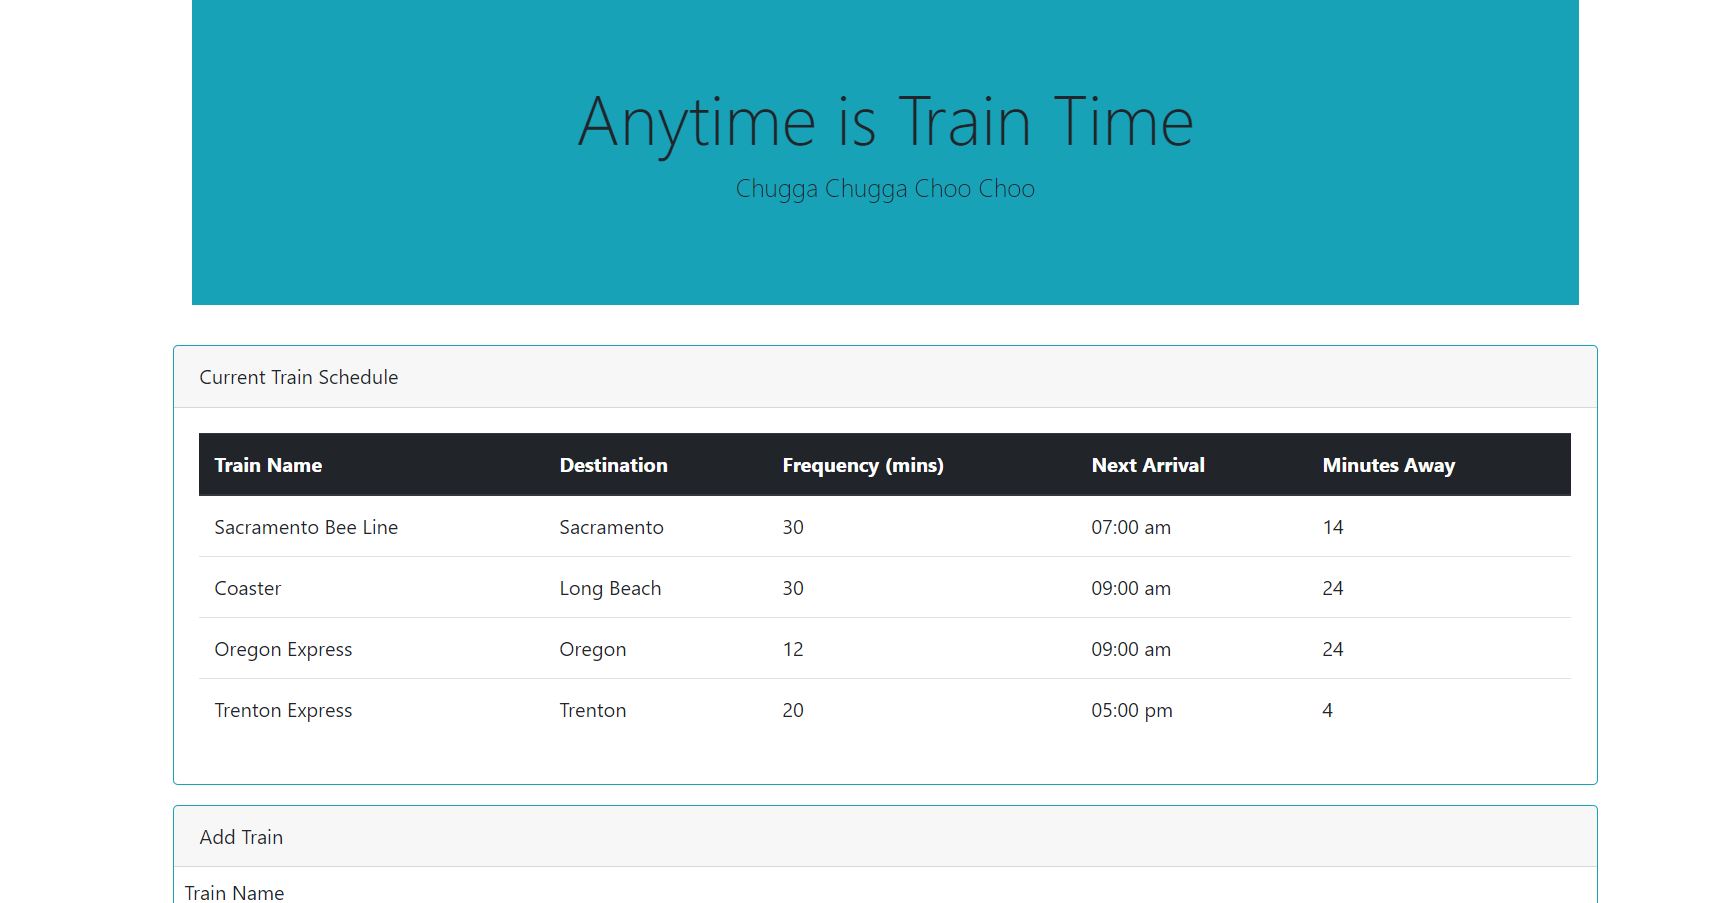 Anytime is Train Time
Chugga Chugga Choo Choo
Current Train Schedule
Train Name Destination Frequency (mins) Next Arrival Minutes Away
Sacramento Bee Line Sacramento 30 07:00 am 14
Coaster Long Beach 30 09:00 am 24
Oregon Express Oregon 12 09:00 am 24
Trenton Express Trenton 20 05:00 pm 4
Add Train
Train Name